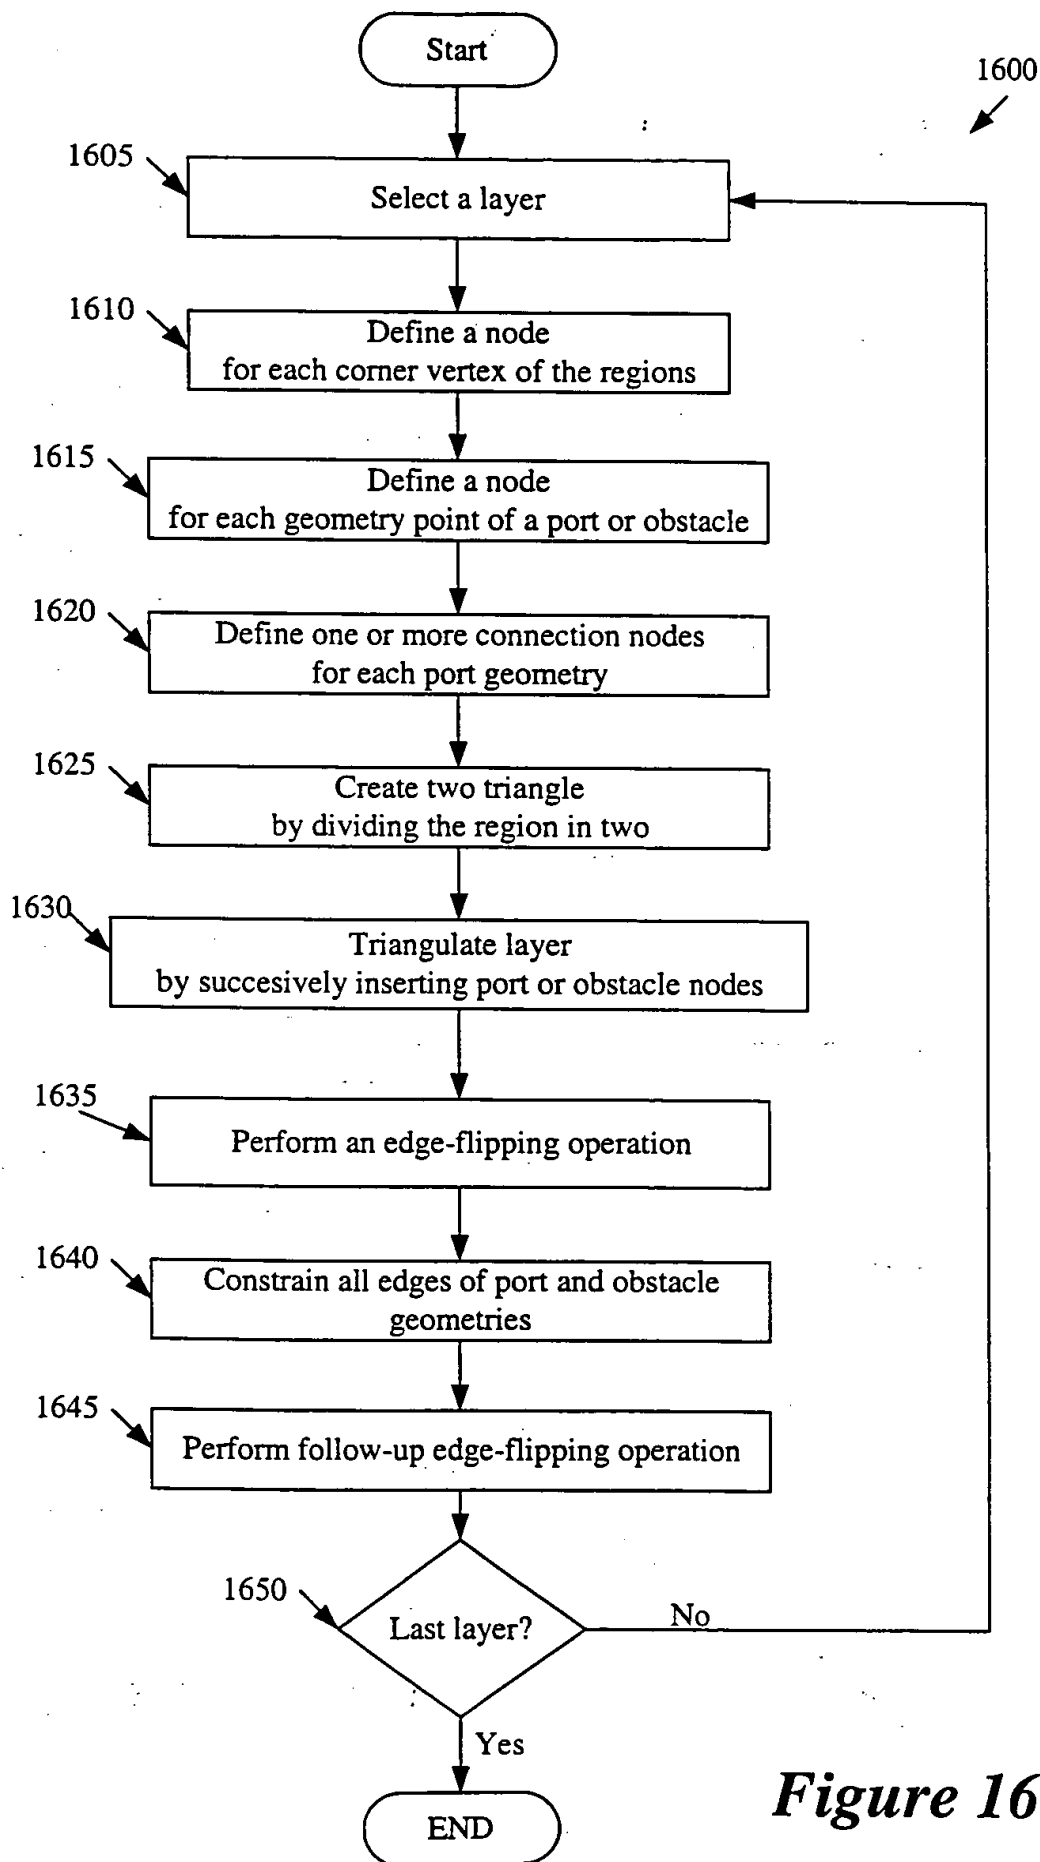 Start
1600
1605
Select a layer
1610
Define a node
for each corner vertex of the regions
1615
Define a node
for each geometry point of a port or obstacle
1620
Define one or more connection nodes
for each port geometry
1625
Create two triangle
by dividing the region in two
1630
Triangulate layer
by succesively inserting port or obstacle nodes
1635
Perform an edge-flipping operation
1640
Constrain all edges of port and obstacle
geometries
1645
Perform follow-up edge-flipping operation
1650
Last layer?
No
Yes
END
Figure 16